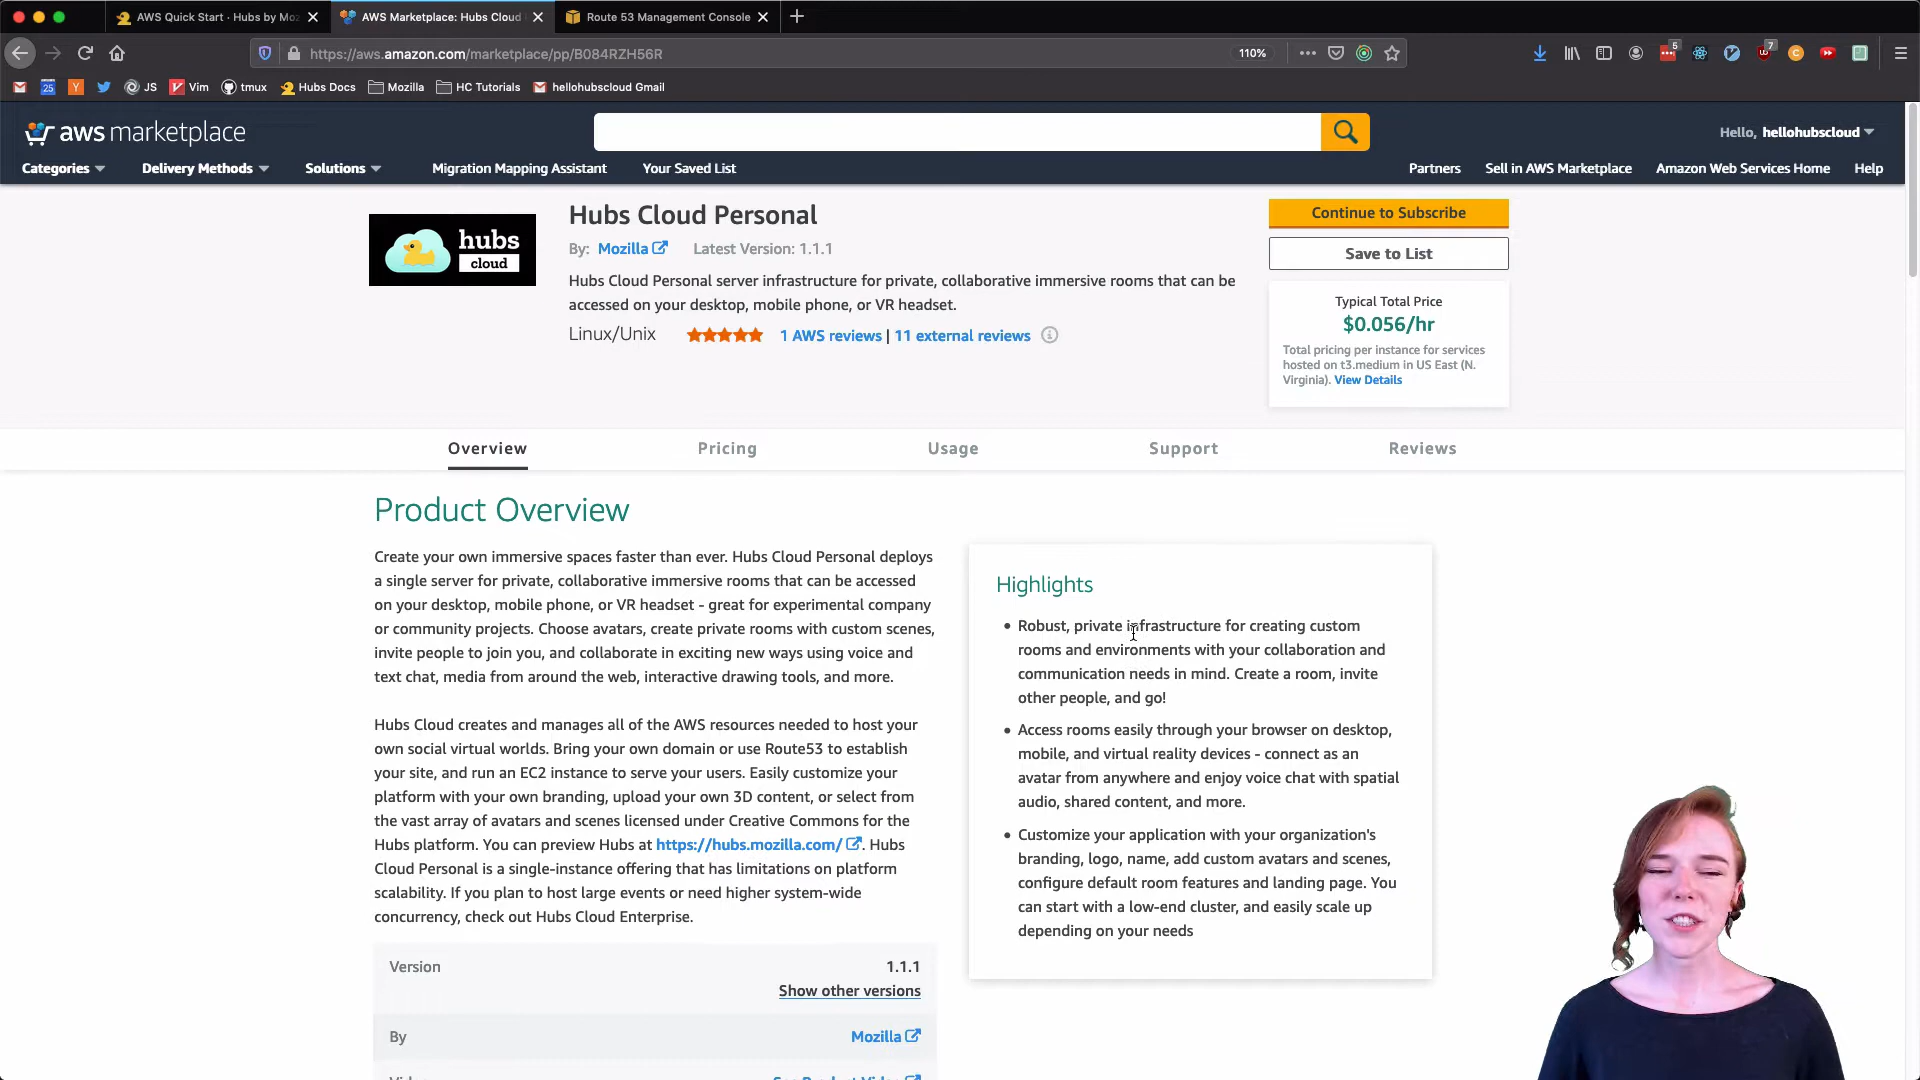 AWS Quick Start · Hubs by Moz
AWS Marketplace: Hubs Cloud
Route 53 Management Console
https://aws.amazon.com/marketplace/pp/B084RZH56R
110%
5
7
25
JS
Vim
tmux
Hubs Docs
Mozilla
HC Tutorials
hellohubscloud Gmail
aws marketplace
Hello, hellohubscloud
Categories
Delivery Methods
Solutions
Migration Mapping Assistant
Your Saved List
Partners
Sell in AWS Marketplace
Amazon Web Services Home
Help
hubs
cloud
Hubs Cloud Personal
By: Mozilla
Latest Version: 1.1.1
Hubs Cloud Personal server infrastructure for private, collaborative immersive rooms that can be
accessed on your desktop, mobile phone, or VR headset.
Linux/Unix
1 AWS reviews | 11 external reviews
Continue to Subscribe
Save to List
Typical Total Price
$0.056/hr
Total pricing per instance for services
hosted on t3.medium in US East (N.
Virginia). View Details
Overview
Pricing
Usage
Support
Reviews
Product Overview
Create your own immersive spaces faster than ever. Hubs Cloud Personal deploys
a single server for private, collaborative immersive rooms that can be accessed
on your desktop, mobile phone, or VR headset - great for experimental company
or community projects. Choose avatars, create private rooms with custom scenes,
invite people to join you, and collaborate in exciting new ways using voice and
text chat, media from around the web, interactive drawing tools, and more.
Hubs Cloud creates and manages all of the AWS resources needed to host your
own social virtual worlds. Bring your own domain or use Route53 to establish
your site, and run an EC2 instance to serve your users. Easily customize your
platform with your own branding, upload your own 3D content, or select from
the vast array of avatars and scenes licensed under Creative Commons for the
Hubs platform. You can preview Hubs at https://hubs.mozilla.com/ . Hubs
Cloud Personal is a single-instance offering that has limitations on platform
scalability. If you plan to host large events or need higher system-wide
concurrency, check out Hubs Cloud Enterprise.
Version
1.1.1
Show other versions
By
Mozilla
Video
See Product Video
Highlights
• Robust, private infrastructure for creating custom
rooms and environments with your collaboration and
communication needs in mind. Create a room, invite
other people, and go!
• Access rooms easily through your browser on desktop,
mobile, and virtual reality devices - connect as an
avatar from anywhere and enjoy voice chat with spatial
audio, shared content, and more.
• Customize your application with your organization's
branding, logo, name, add custom avatars and scenes,
configure default room features and landing page. You
can start with a low-end cluster, and easily scale up
depending on your needs